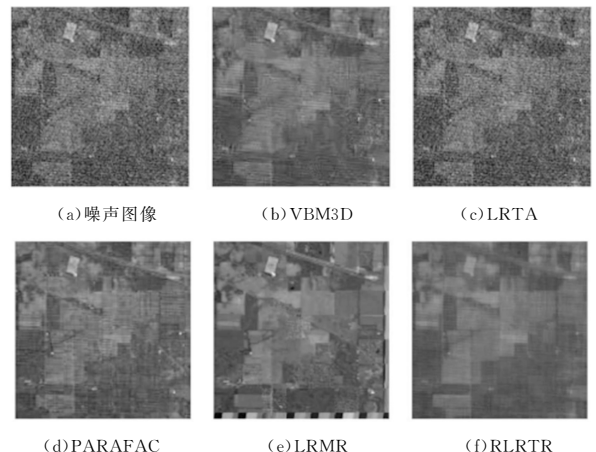 (a)噪声图像
(b)VBM3D
(c)LRTA
(d)PARAFAC
(e)LRMR
(f)RLRTR